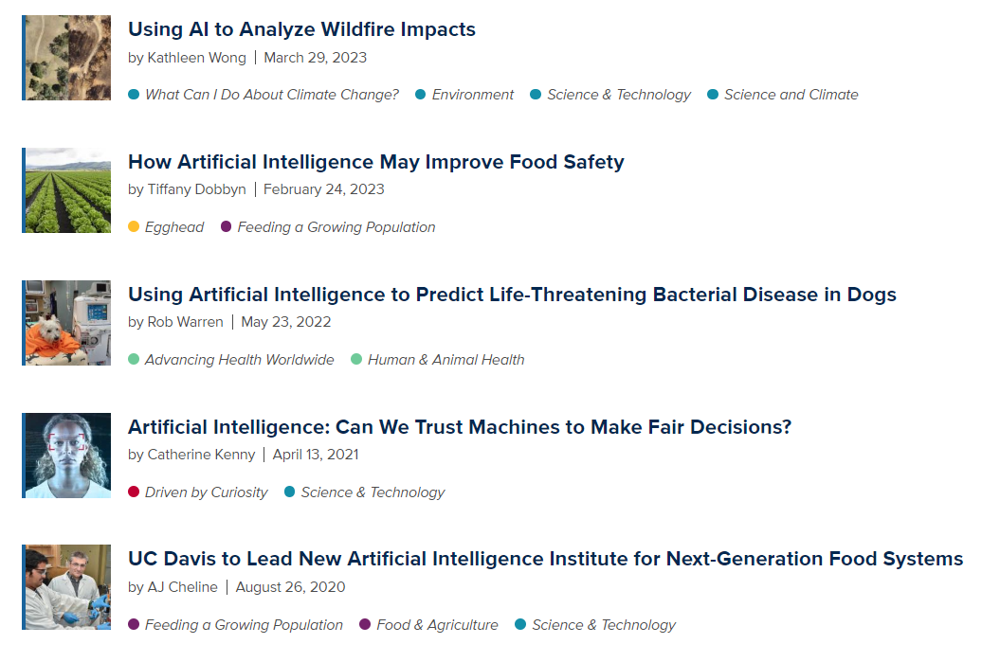 Using AI to Analyze Wildfire Impacts
by Kathleen Wong | March 29, 2023
What Can I Do About Climate Change? Environment Science & Technology Science and Climate
How Artificial Intelligence May Improve Food Safety
by Tiffany Dobbyn | February 24, 2023
Egghead Feeding a Growing Population
Using Artificial Intelligence to Predict Life-Threatening Bacterial Disease in Dogs
by Rob Warren | May 23, 2022
Advancing Health Worldwide Human & Animal Health
Artificial Intelligence: Can We Trust Machines to Make Fair Decisions?
by Catherine Kenny | April 13, 2021
Driven by Curiosity Science & Technology
UC Davis to Lead New Artificial Intelligence Institute for Next-Generation Food Systems
by AJ Cheline | August 26, 2020
Feeding a Growing Population Food & Agriculture Science & Technology